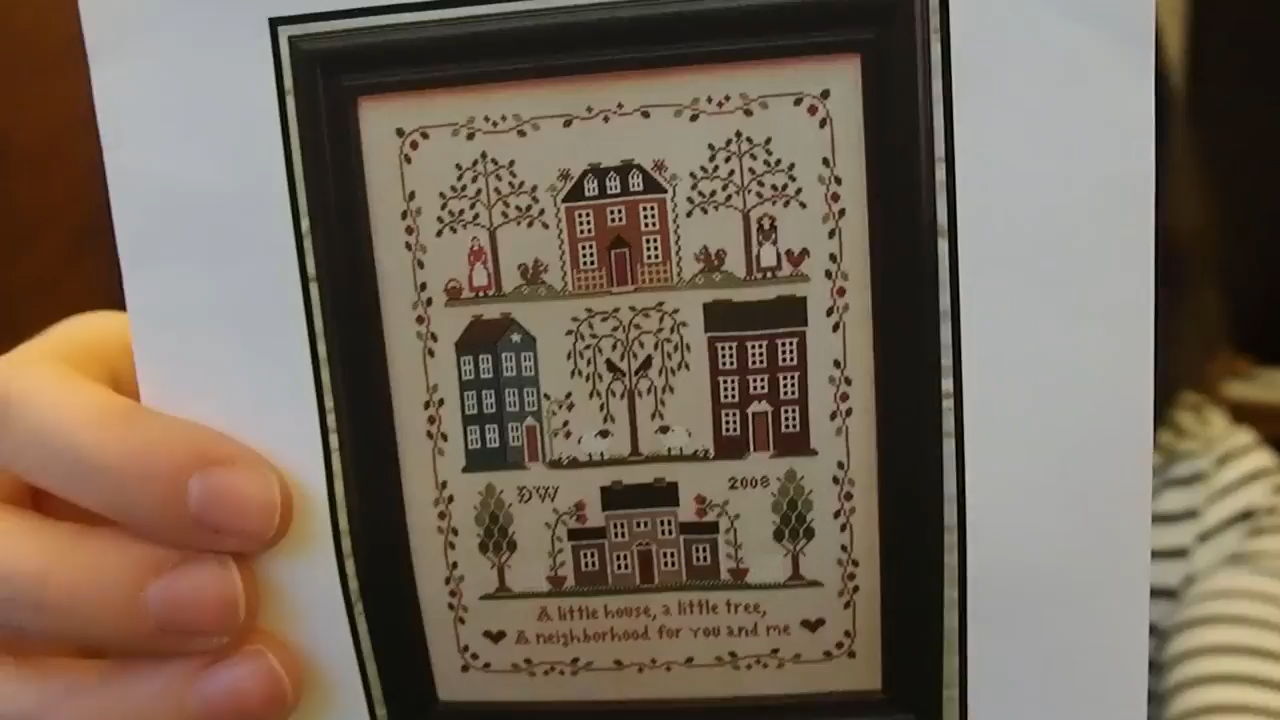 DW 2008
A little house, a little tree,
A neighborhood for you and me